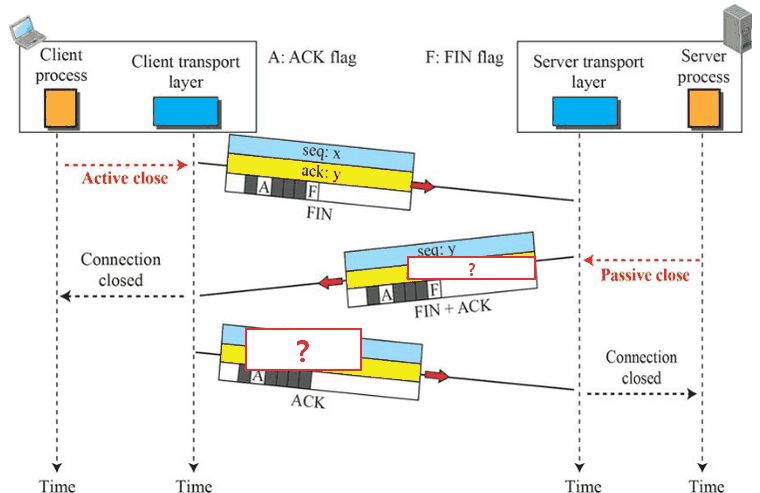 Client
process
Client transport
layer
A: ACK flag
F: FIN flag
Server transport
layer
Server
process
Active close
seq: x
ack: y
A
F
FIN
Connection
closed
seq: y
?
A
F
FIN + ACK
Passive close
?
A
ACK
Connection
closed
Time
Time
Time
Time